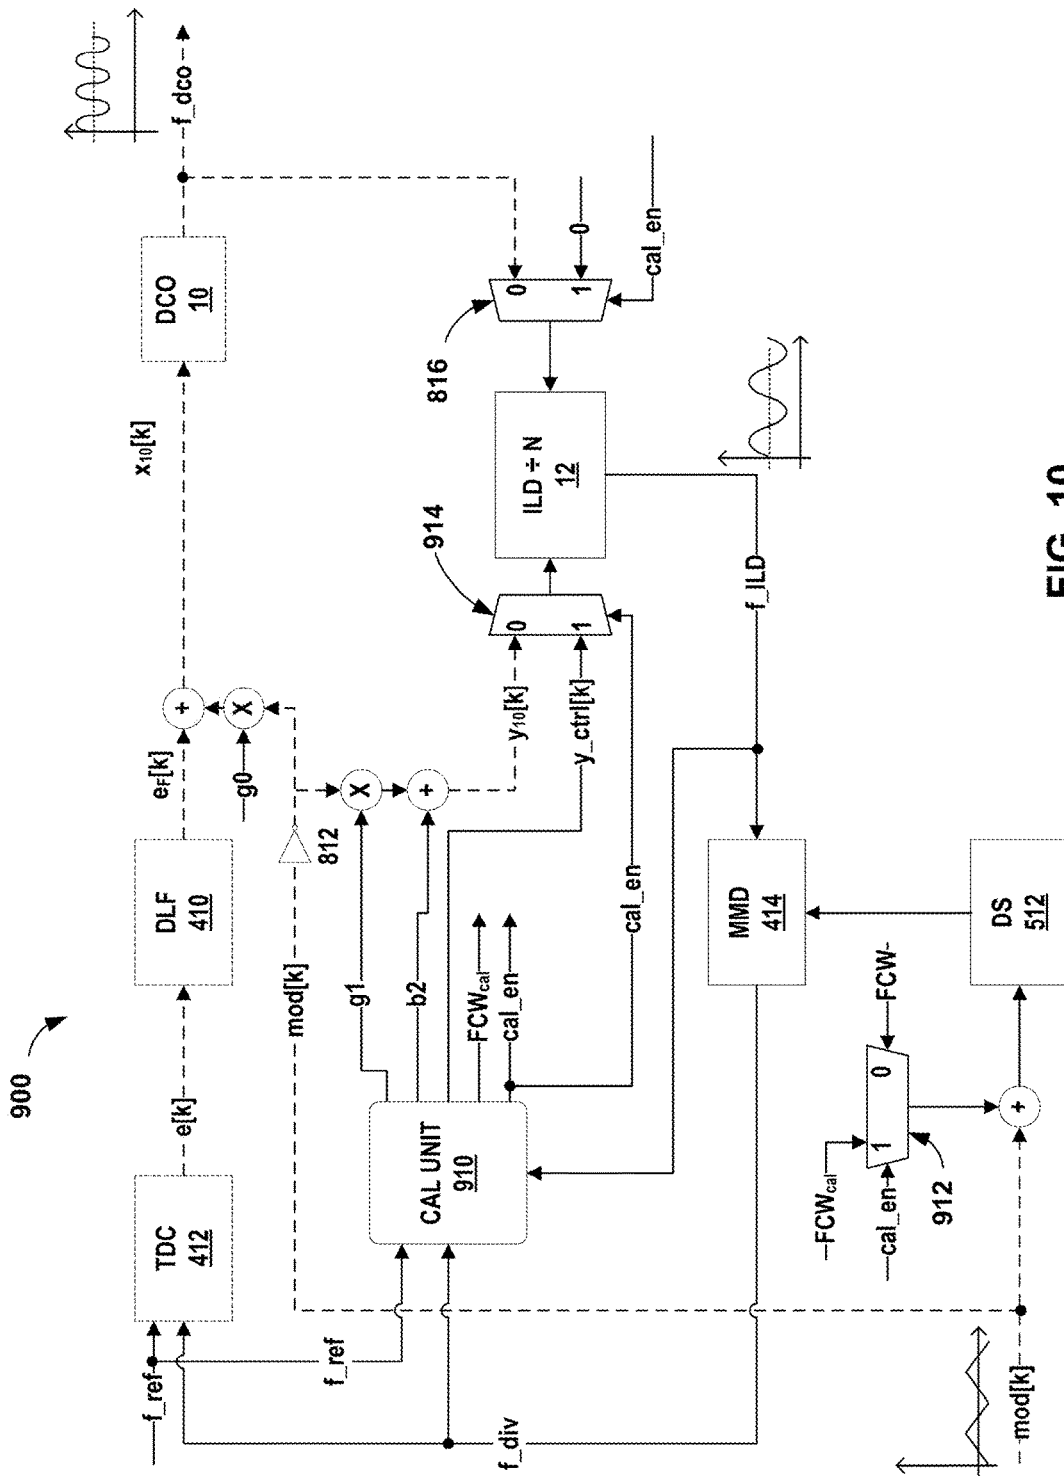 900
f_ref
TDC
412
e[k]
DLF
410
eF[k]
+
X
g0
x10[k]
DCO
10
f_dco
f_ref
mod[k]
812
CAL UNIT
910
g1
b2
FCWcal
cal_en
X
+
y10[k]
y_ctrl[k]
cal_en
914
0
1
ILD ÷ N
12
816
0
1
0
cal_en
f_ILD
f_div
MMD
414
DS
512
FCW
FCWcal
cal_en
1
0
912
+
mod[k]